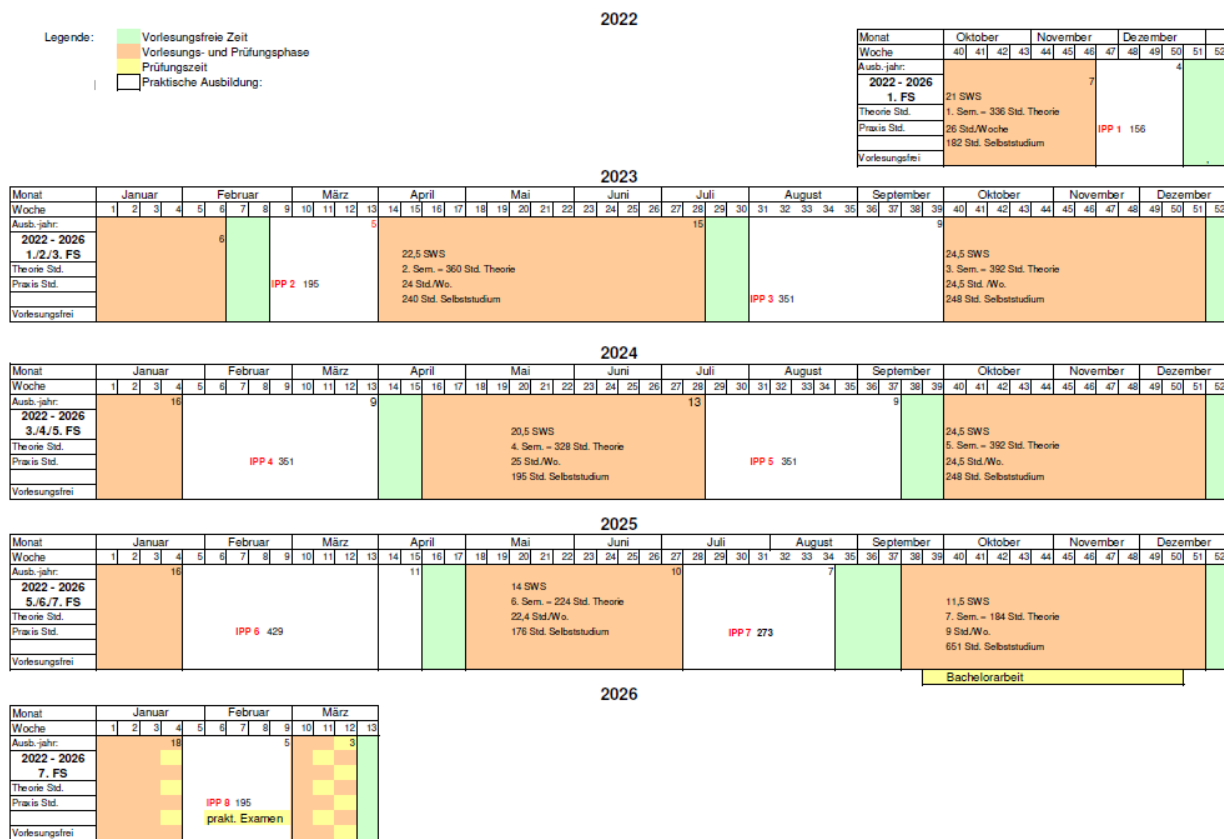 2022
Legende: Vorlesungsfreie Zeit
Vorlesungs- und Prüfungsphase
Prüfungszeit
Praktische Ausbildung:
Monat Oktober November Dezember
Woche 40 41 42 43 44 45 46 47 48 49 50 51 52
Ausb.-jahr: 4
2022 - 2026 7
1. FS 21 SWS
Theorie Std. 1. Sem. = 336 Std. Theorie
Praxis Std. 26 Std./Woche IPP 1 156
182 Std. Selbststudium
Vorlesungsfrei
2023
Monat Januar Februar März April Mai Juni Juli August September Oktober November Dezember
Woche 1 2 3 4 5 6 7 8 9 10 11 12 13 14 15 16 17 18 19 20 21 22 23 24 25 26 27 28 29 30 31 32 33 34 35 36 37 38 39 40 41 42 43 44 45 46 47 48 49 50 51 52
Ausb.-jahr: 5 15 9
2022 - 2026 6
1./2./3. FS 22,5 SWS 24,5 SWS
Theorie Std. 2. Sem. = 360 Std. Theorie 3. Sem. = 392 Std. Theorie
Praxis Std. IPP 2 195 24 Std./Wo. IPP 3 351 24,5 Std. /Wo.
240 Std. Selbststudium 248 Std. Selbststudium
Vorlesungsfrei
2024
Monat Januar Februar März April Mai Juni Juli August September Oktober November Dezember
Woche 1 2 3 4 5 6 7 8 9 10 11 12 13 14 15 16 17 18 19 20 21 22 23 24 25 26 27 28 29 30 31 32 33 34 35 36 37 38 39 40 41 42 43 44 45 46 47 48 49 50 51 52
Ausb.-jahr: 16 9 13 9
2022 - 2026
3./4./5. FS 20,5 SWS 24,5 SWS
Theorie Std. 4. Sem. = 328 Std. Theorie 5. Sem. = 392 Std. Theorie
Praxis Std. IPP 4 351 25 Std./Wo. IPP 5 351 24,5 Std./Wo.
195 Std. Selbststudium 248 Std. Selbststudium
Vorlesungsfrei
2025
Monat Januar Februar März April Mai Juni Juli August September Oktober November Dezember
Woche 1 2 3 4 5 6 7 8 9 10 11 12 13 14 15 16 17 18 19 20 21 22 23 24 25 26 27 28 29 30 31 32 33 34 35 36 37 38 39 40 41 42 43 44 45 46 47 48 49 50 51 52
Ausb.-jahr: 16 11 10 7
2022 - 2026 14 SWS
5./6./7. FS 6. Sem. = 224 Std. Theorie 11,5 SWS
Theorie Std. 22,4 Std./Wo. 7. Sem. = 184 Std. Theorie
Praxis Std. IPP 6 429 176 Std. Selbststudium IPP 7 273 9 Std./Wo.
651 Std. Selbststudium
Vorlesungsfrei
Bachelorarbeit
2026
Monat Januar Februar März
Woche 1 2 3 4 5 6 7 8 9 10 11 12 13
Ausb.-jahr: 18 5 3
2022 - 2026
7. FS
Theorie Std.
Praxis Std. IPP 8 195
prakt. Examen
Vorlesungsfrei